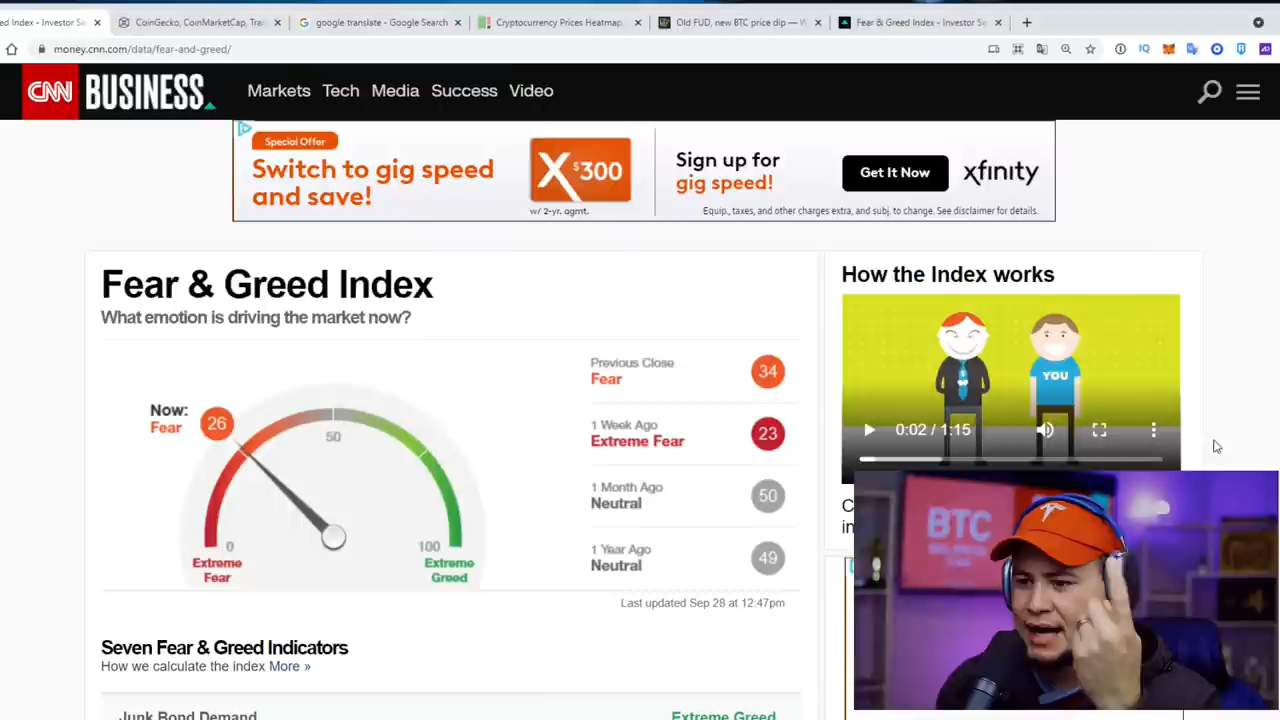 ed Index - Investor Se
CoinGecko, CoinMarketCap, Trad
google translate - Google Search
Cryptocurrency Prices Heatmap,
Old FUD, new BTC price dip — W
Fear & Greed Index - Investor Se
money.cnn.com/data/fear-and-greed/
IQ
CNN BUSINESS
Markets Tech Media Success Video
Special Offer
Switch to gig speed
and save!
X $300
w/ 2-yr. agmt.
Sign up for
gig speed!
Get It Now
xfinity
Equip., taxes, and other charges extra, and subj. to change. See disclaimer for details.
Fear & Greed Index
What emotion is driving the market now?
Now:
Fear
26
50
0
100
Extreme
Fear
Extreme
Greed
Previous Close
Fear
34
1 Week Ago
Extreme Fear
23
1 Month Ago
Neutral
50
1 Year Ago
Neutral
49
Last updated Sep 28 at 12:47pm
Seven Fear & Greed Indicators
How we calculate the index More »
Junk Bond Demand
Extreme Greed
How the Index works
YOU
0:02 / 1:15
C
in
BTC